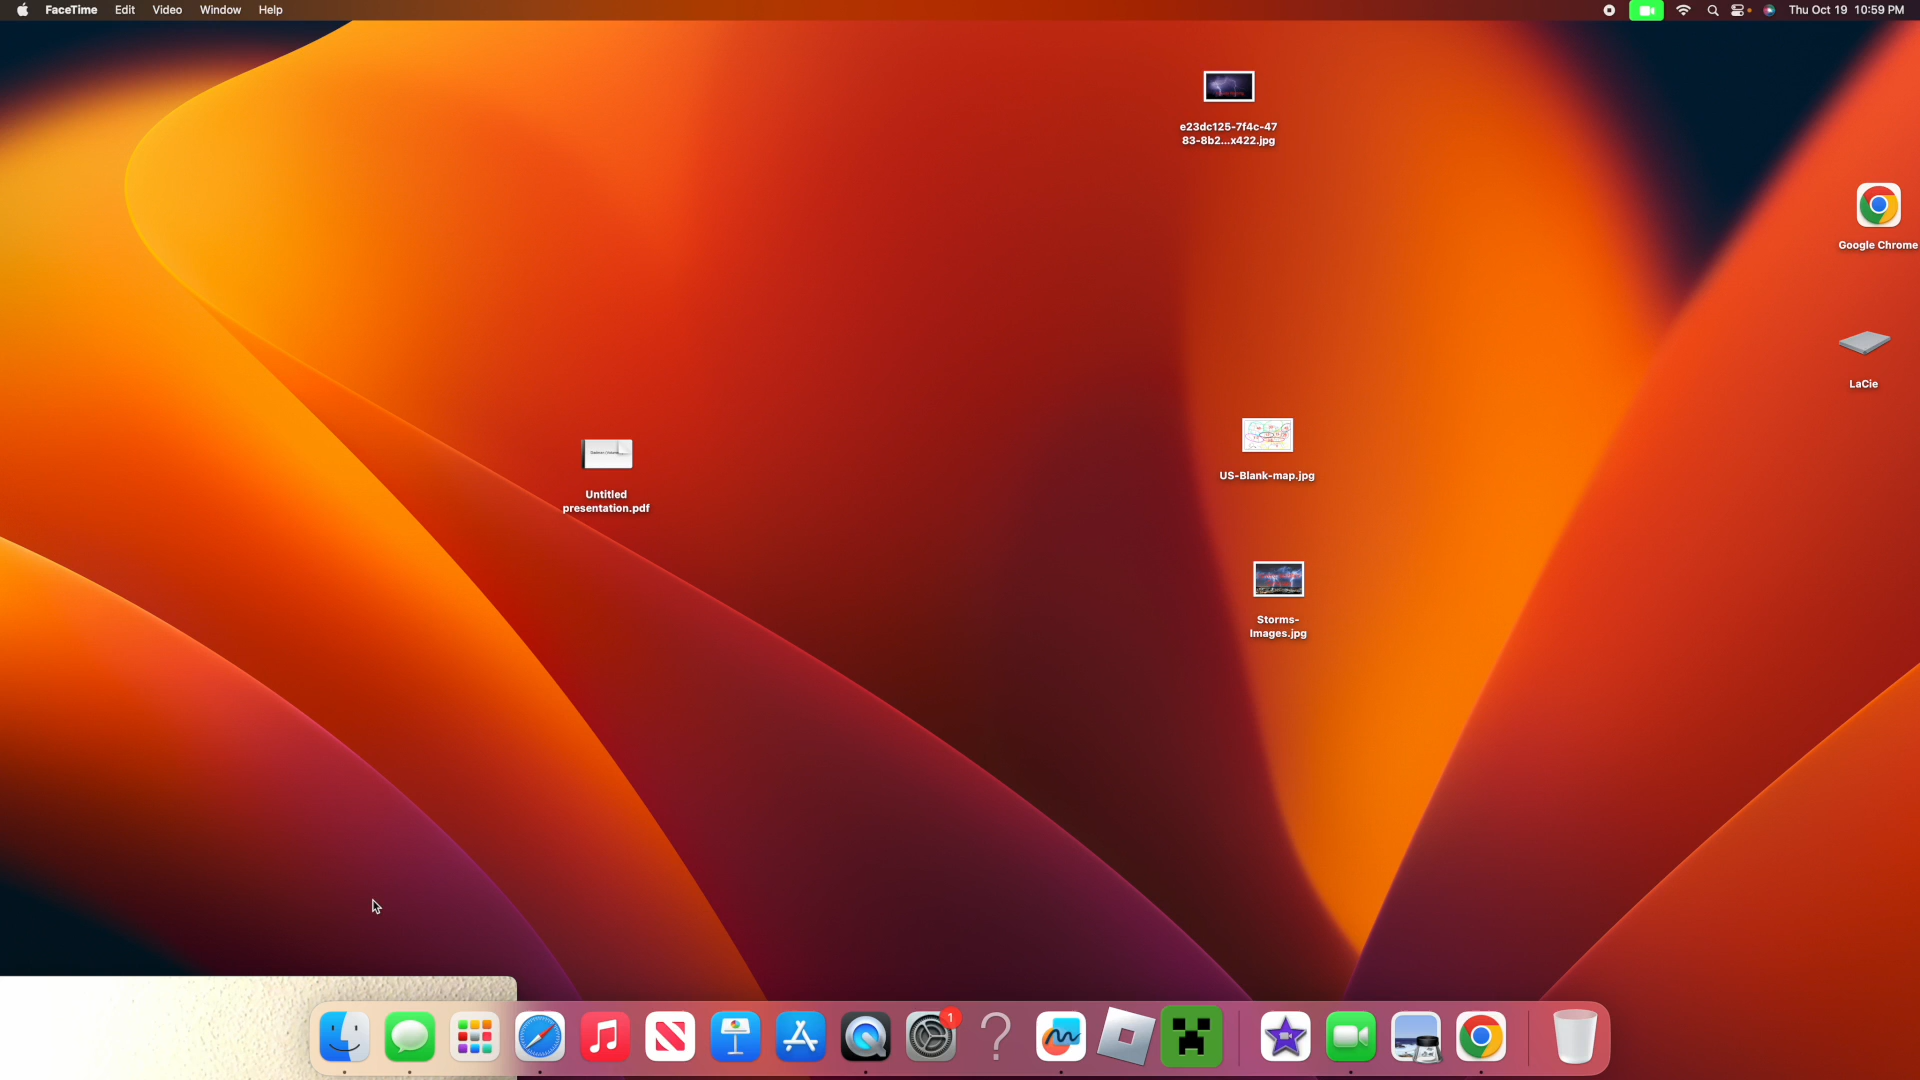 FaceTime Edit Video Window Help
Thu Oct 19 10:59 PM
e23dc125-7f4c-47
83-8b2...x422.jpg
Google Chrome
LaCie
US-Blank-map.jpg
Untitled
presentation.pdf
Storms-
Images.jpg
1